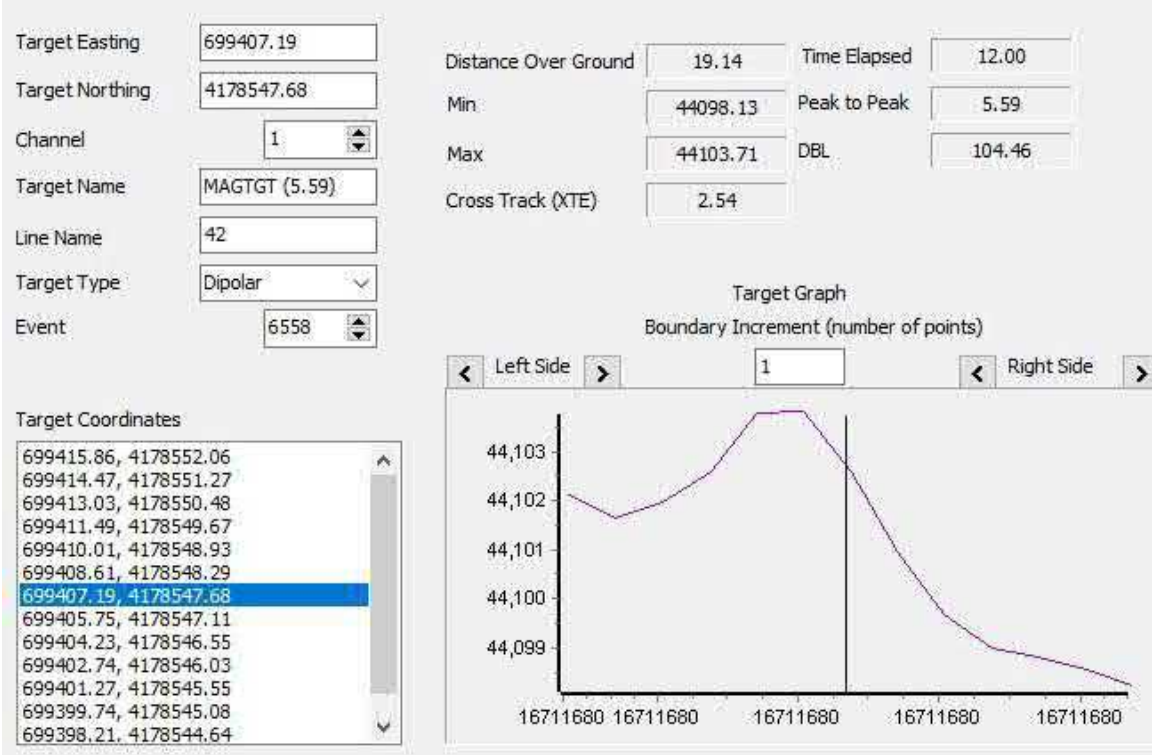 Target Easting 699407.19
Target Northing 4178547.68
Channel 1
Target Name MAGTGT (5.59)
Line Name 42
Target Type Dipolar
Event 6558
Distance Over Ground 19.14 Time Elapsed 12.00
Min 44098.13 Peak to Peak 5.59
Max 44103.71 DBL 104.46
Cross Track (XTE) 2.54
Target Coordinates
699415.86, 4178552.06
699414.47, 4178551.27
699413.03, 4178550.48
699411.49, 4178549.67
699410.01, 4178548.93
699408.61, 4178548.29
699407.19, 4178547.68
699405.75, 4178547.11
699404.23, 4178546.55
699402.74, 4178546.03
699401.27, 4178545.55
699399.74, 4178545.08
699398.21, 4178544.64
Target Graph
Boundary Increment (number of points)
< Left Side > 1 < Right Side >
44,103
44,102
44,101
44,100
44,099
16711680 16711680 16711680 16711680 16711680